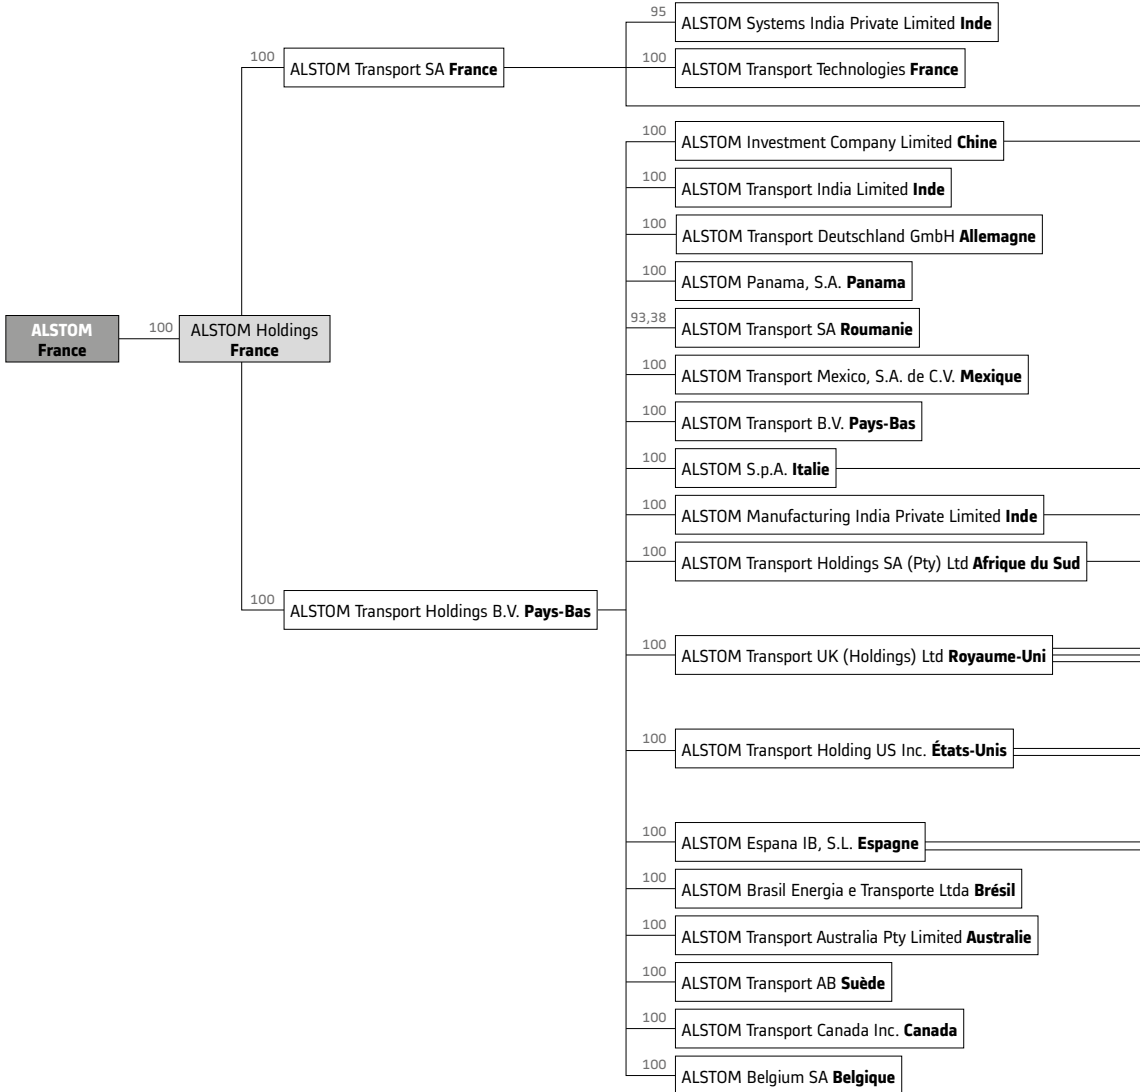 95
ALSTOM Systems India Private Limited Inde
100
ALSTOM Transport SA France
100
ALSTOM Transport Technologies France
100
ALSTOM Investment Company Limited Chine
100
ALSTOM Transport India Limited Inde
100
ALSTOM Transport Deutschland GmbH Allemagne
100
ALSTOM Panama, S.A. Panama
ALSTOM
France
100
ALSTOM Holdings
France
93,38
ALSTOM Transport SA Roumanie
100
ALSTOM Transport Mexico, S.A. de C.V. Mexique
100
ALSTOM Transport B.V. Pays-Bas
100
ALSTOM S.p.A. Italie
100
ALSTOM Manufacturing India Private Limited Inde
100
ALSTOM Transport Holdings SA (Pty) Ltd Afrique du Sud
100
ALSTOM Transport Holdings B.V. Pays-Bas
100
ALSTOM Transport UK (Holdings) Ltd Royaume-Uni
100
ALSTOM Transport Holding US Inc. États-Unis
100
ALSTOM Espana IB, S.L. Espagne
100
ALSTOM Brasil Energia e Transporte Ltda Brésil
100
ALSTOM Transport Australia Pty Limited Australie
100
ALSTOM Transport AB Suède
100
ALSTOM Transport Canada Inc. Canada
100
ALSTOM Belgium SA Belgique